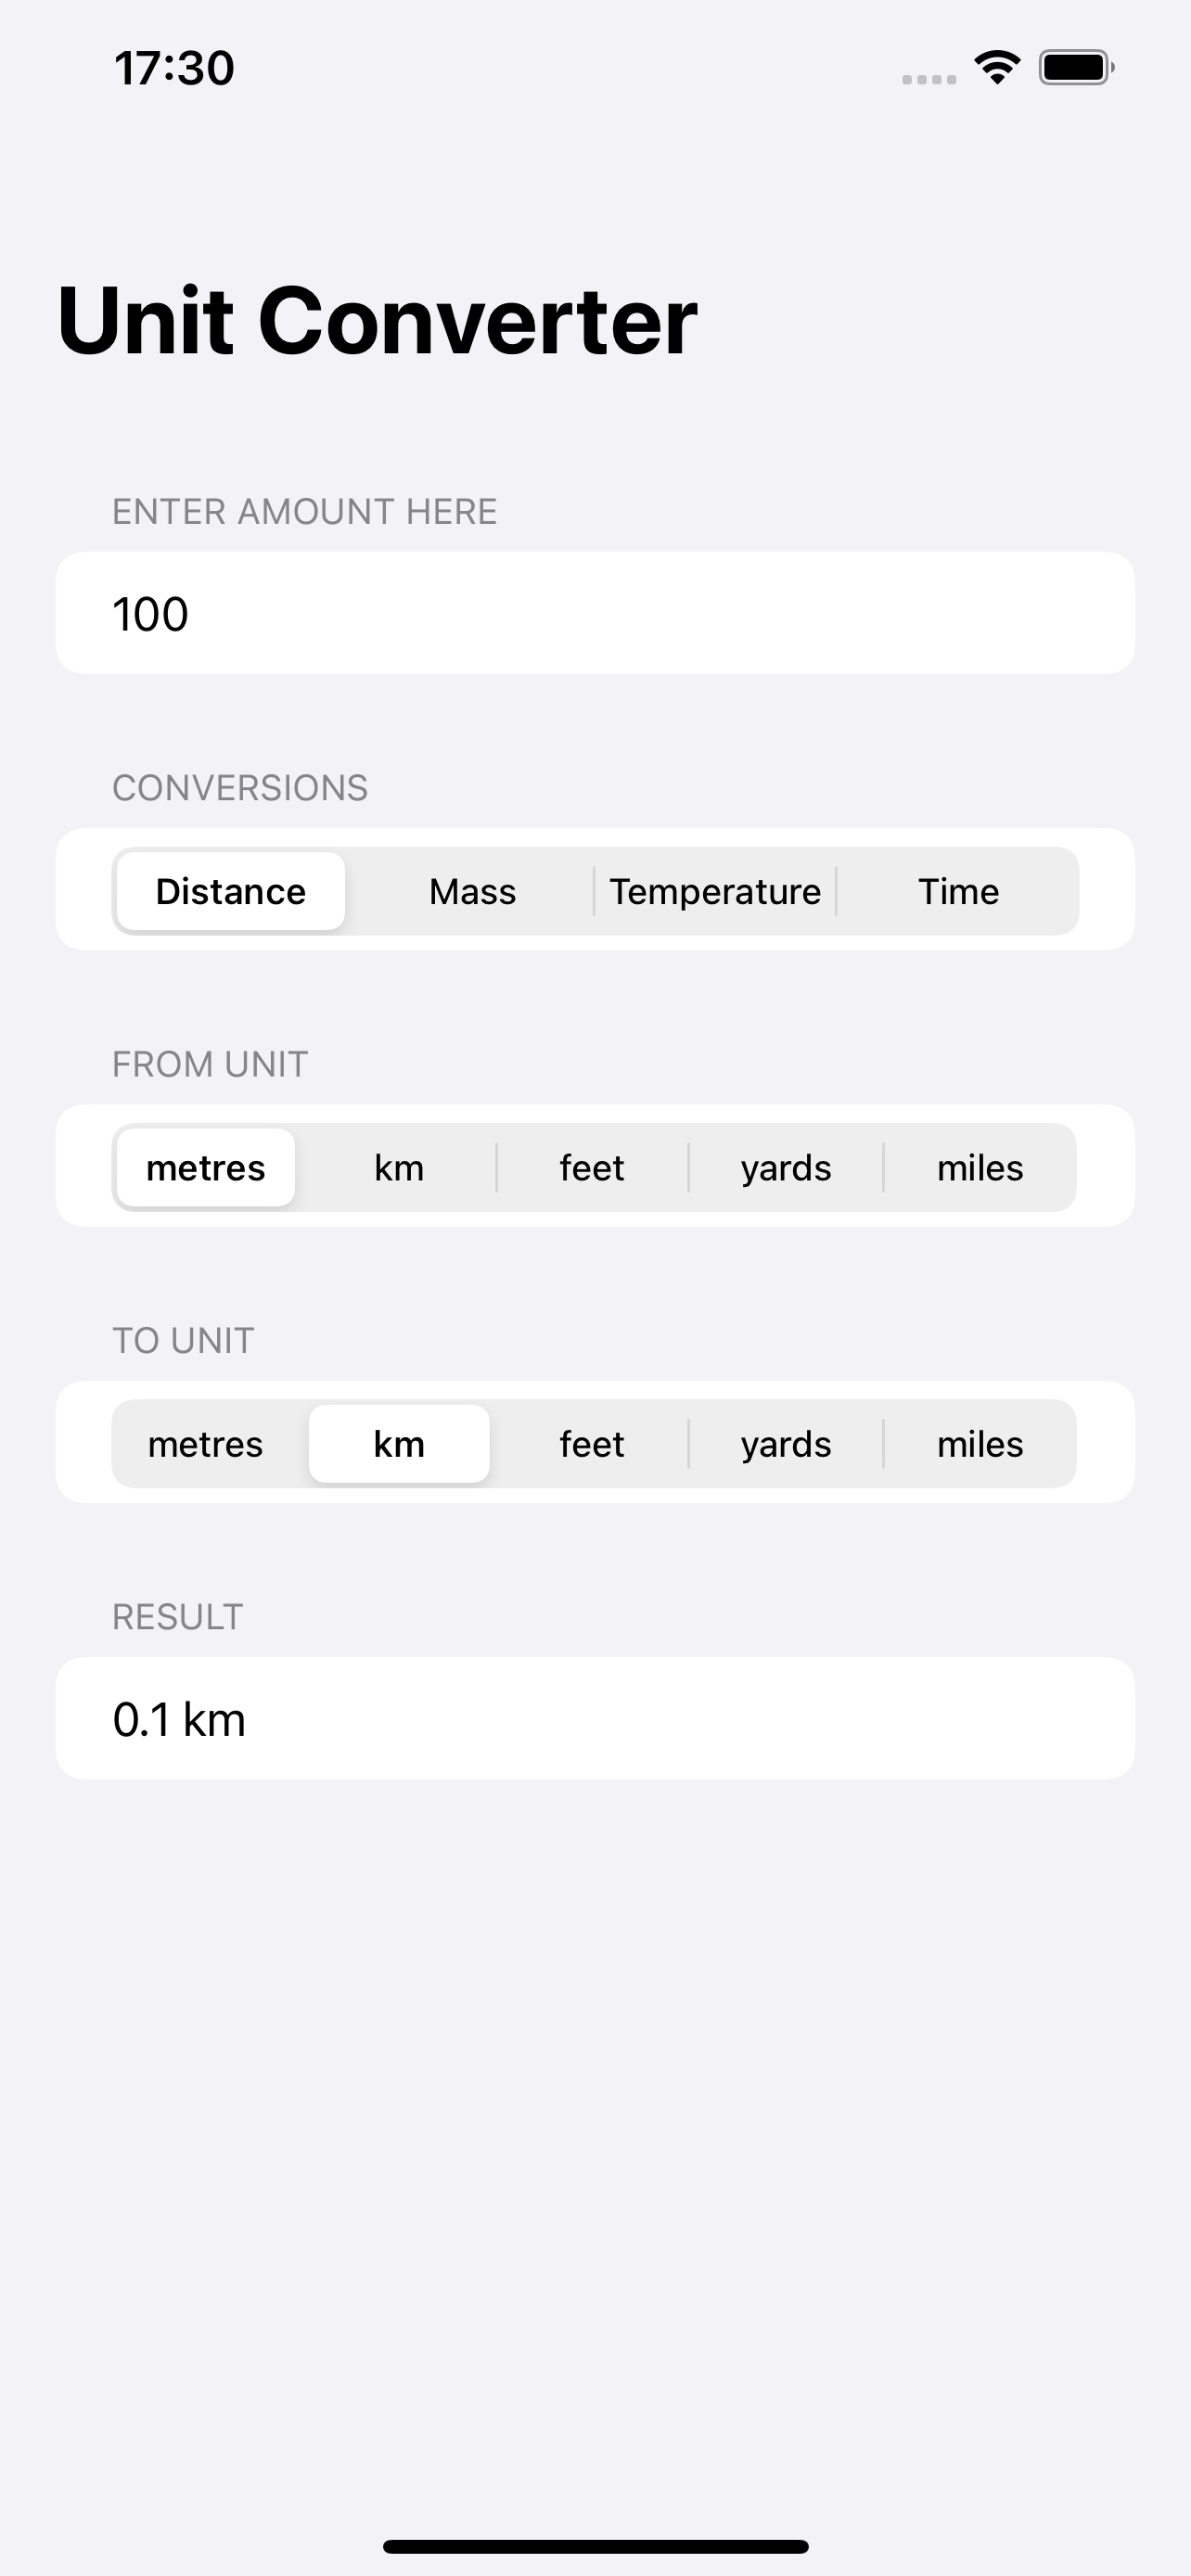 17:30
Unit Converter
ENTER AMOUNT HERE
100
CONVERSIONS
Distance Mass Temperature Time
FROM UNIT
metres km feet yards miles
TO UNIT
metres km feet yards miles
RESULT
0.1 km